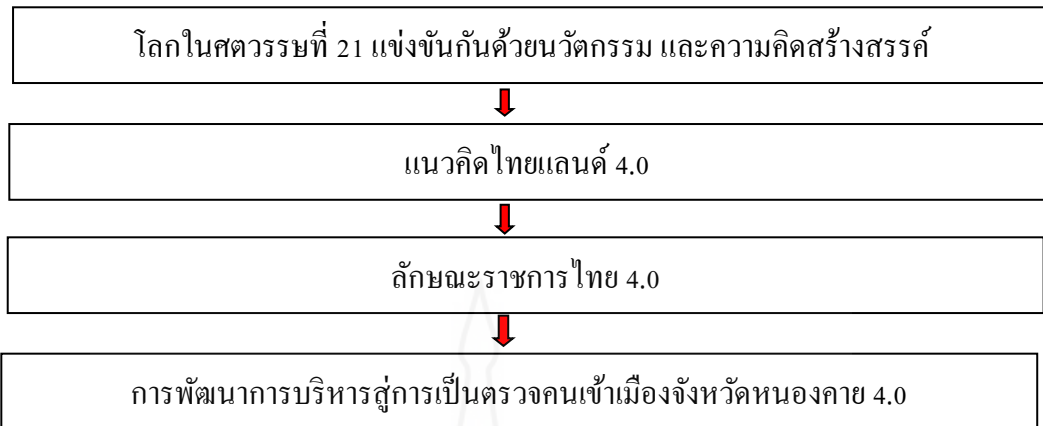 โลกในศตวรรษที่ 21 แข่งขันกันด้วยนวัตกรรม และความคิดสร้างสรรค์
แนวคิดไทยแลนด์ 4.0
ลักษณะราชการไทย 4.0
การพัฒนาการบริหารสู่การเป็นตรวจคนเข้าเมืองจังหวัดหนองคาย 4.0